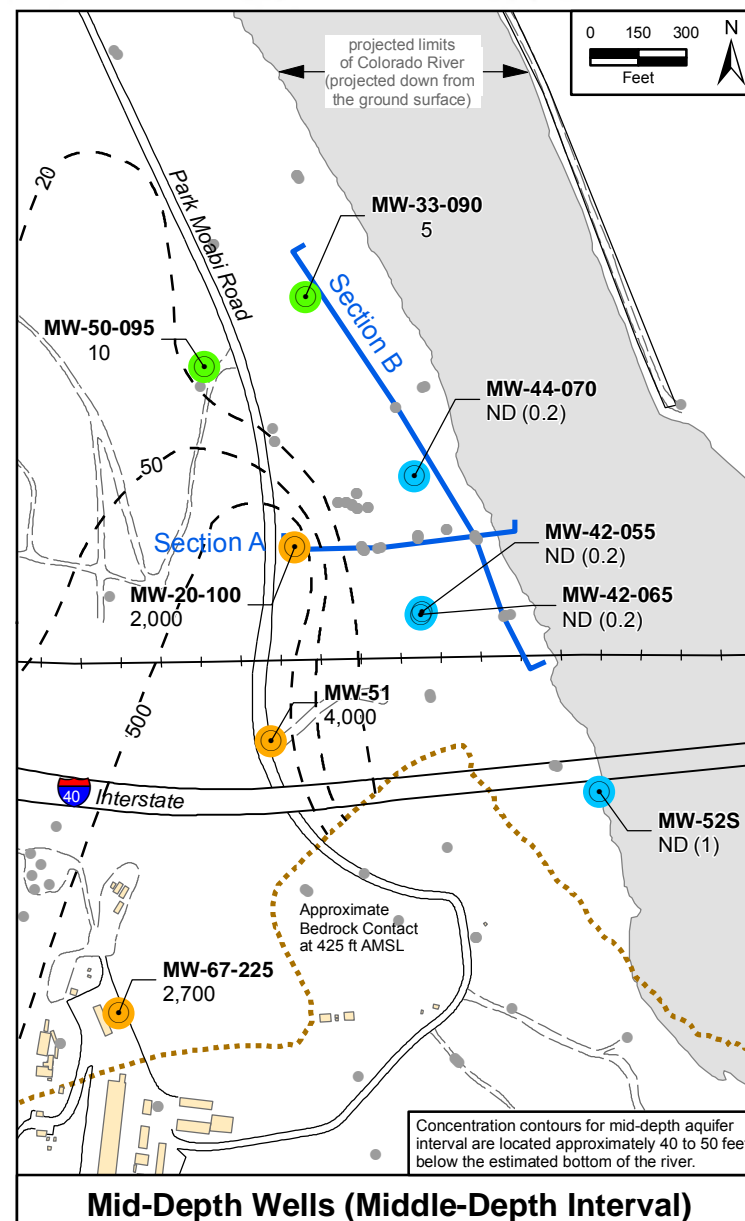 projected limits
of Colorado River
(projected down from
the ground surface)
0 150 300
Feet
N
20
Park Moabi Road
MW-33-090
5
Section B
MW-50-095
10
MW-44-070
ND (0.2)
50
Section A
MW-42-055
ND (0.2)
MW-20-100
2,000
MW-42-065
ND (0.2)
MW-51
4,000
500
40
Interstate
MW-52S
ND (1)
Approximate
Bedrock Contact
at 425 ft AMSL
MW-67-225
2,700
Concentration contours for mid-depth aquifer
interval are located approximately 40 to 50 feet
below the estimated bottom of the river.
Mid-Depth Wells (Middle-Depth Interval)